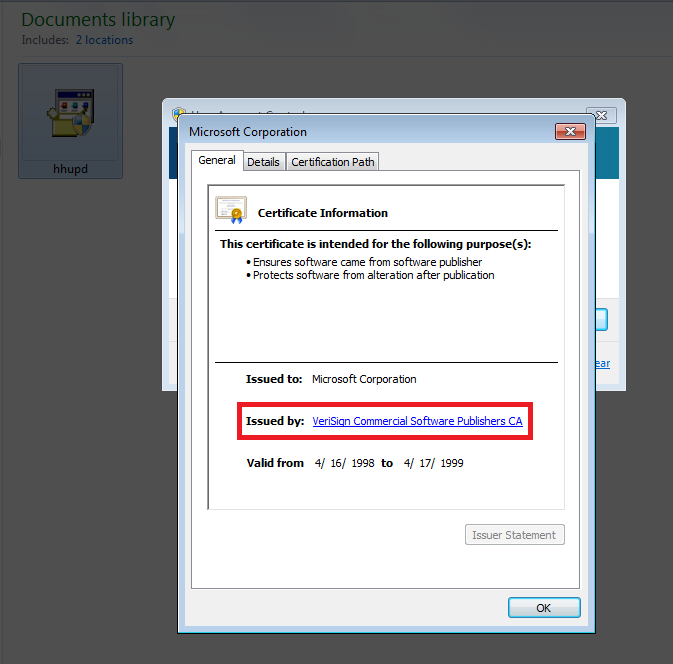 Documents library
Includes: 2 locations
hhupd
Microsoft Corporation
General
Details
Certification Path
Certificate Information
This certificate is intended for the following purpose(s):
• Ensures software came from software publisher
• Protects software from alteration after publication
Issued to: Microsoft Corporation
Issued by: VeriSign Commercial Software Publishers CA
Valid from 4/ 16/ 1998 to 4/ 17/ 1999
ear
Issuer Statement
OK